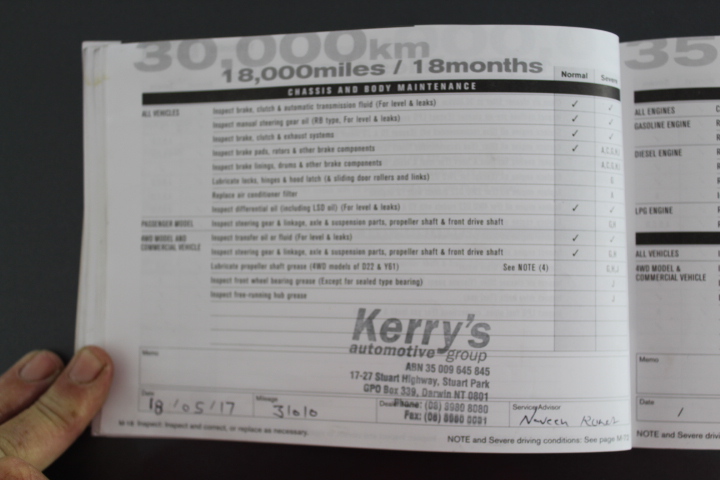 30,000km
18,000miles / 18months
Normal Severe
CHASSIS AND BODY MAINTENANCE
ALL VEHICLES Inspect brake, clutch & automatic transmission fluid (For level & leaks) ✓ ✓
Inspect manual steering gear oil (RB type, For level & leaks) ✓ ✓
Inspect brake, clutch & exhaust systems ✓ ✓
Inspect brake pads, rotors & other brake components ✓
Inspect brake linings, drums & other brake components
Lubricate locks, hinges & hood latch (& sliding door rollers and links)
Replace air conditioner filter
Inspect differential oil (including LSD oil) (For level & leaks) ✓ ✓
PASSENGER MODEL Inspect steering gear & linkage, axle & suspension parts, propeller shaft & front drive shaft
4WD MODEL AND COMMERCIAL VEHICLE Inspect transfer oil or fluid (For level & leaks) ✓ ✓
Inspect steering gear & linkage, axle & suspension parts, propeller shaft & front drive shaft ✓
Lubricate propeller shaft grease (4WD models of D22 & Y61) See NOTE (4)
Inspect front wheel bearing grease (Except for sealed type bearing)
Inspect free-running hub grease
Kerry's
automotive group
ABN 35 009 645 845
17-27 Stuart Highway, Stuart Park
GPO Box 339, Darwin NT 0801
Phone: (08) 8980 8080
Fax:
Memo
Date 18/05/17
Mileage 31010
Service Advisor Naveen
Inspect: Inspect and correct, or replace as necessary.
NOTE and Severe driving conditions: See page
35
ALL ENGINES
GASOLINE ENGINE
DIESEL ENGINE
LPG ENGINE
ALL VEHICLES
4WD MODEL &
COMMERCIAL VEHICLE
Memo
Date
/
NOTE and Severe